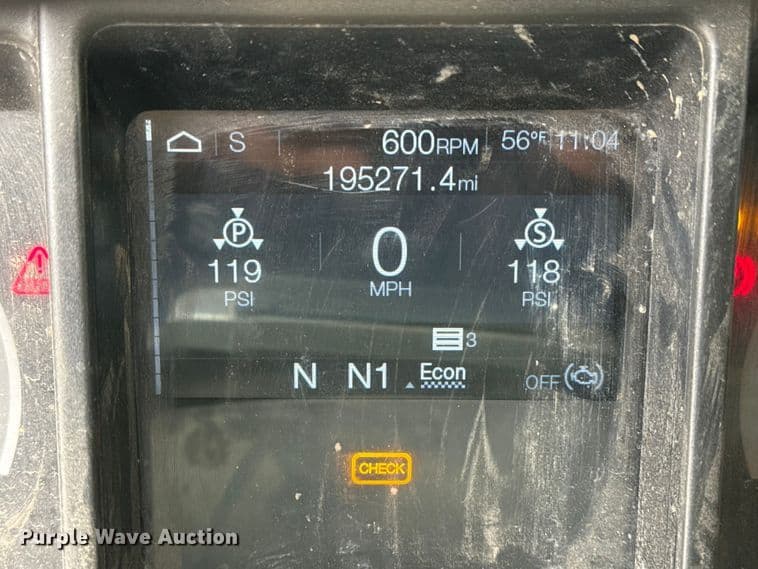 S 600RPM 56°F 11:04
195271.4mi
P 0 S
119 MPH 118
PSI PSI
3
N N1 Econ OFF
CHECK
Purple Wave Auction